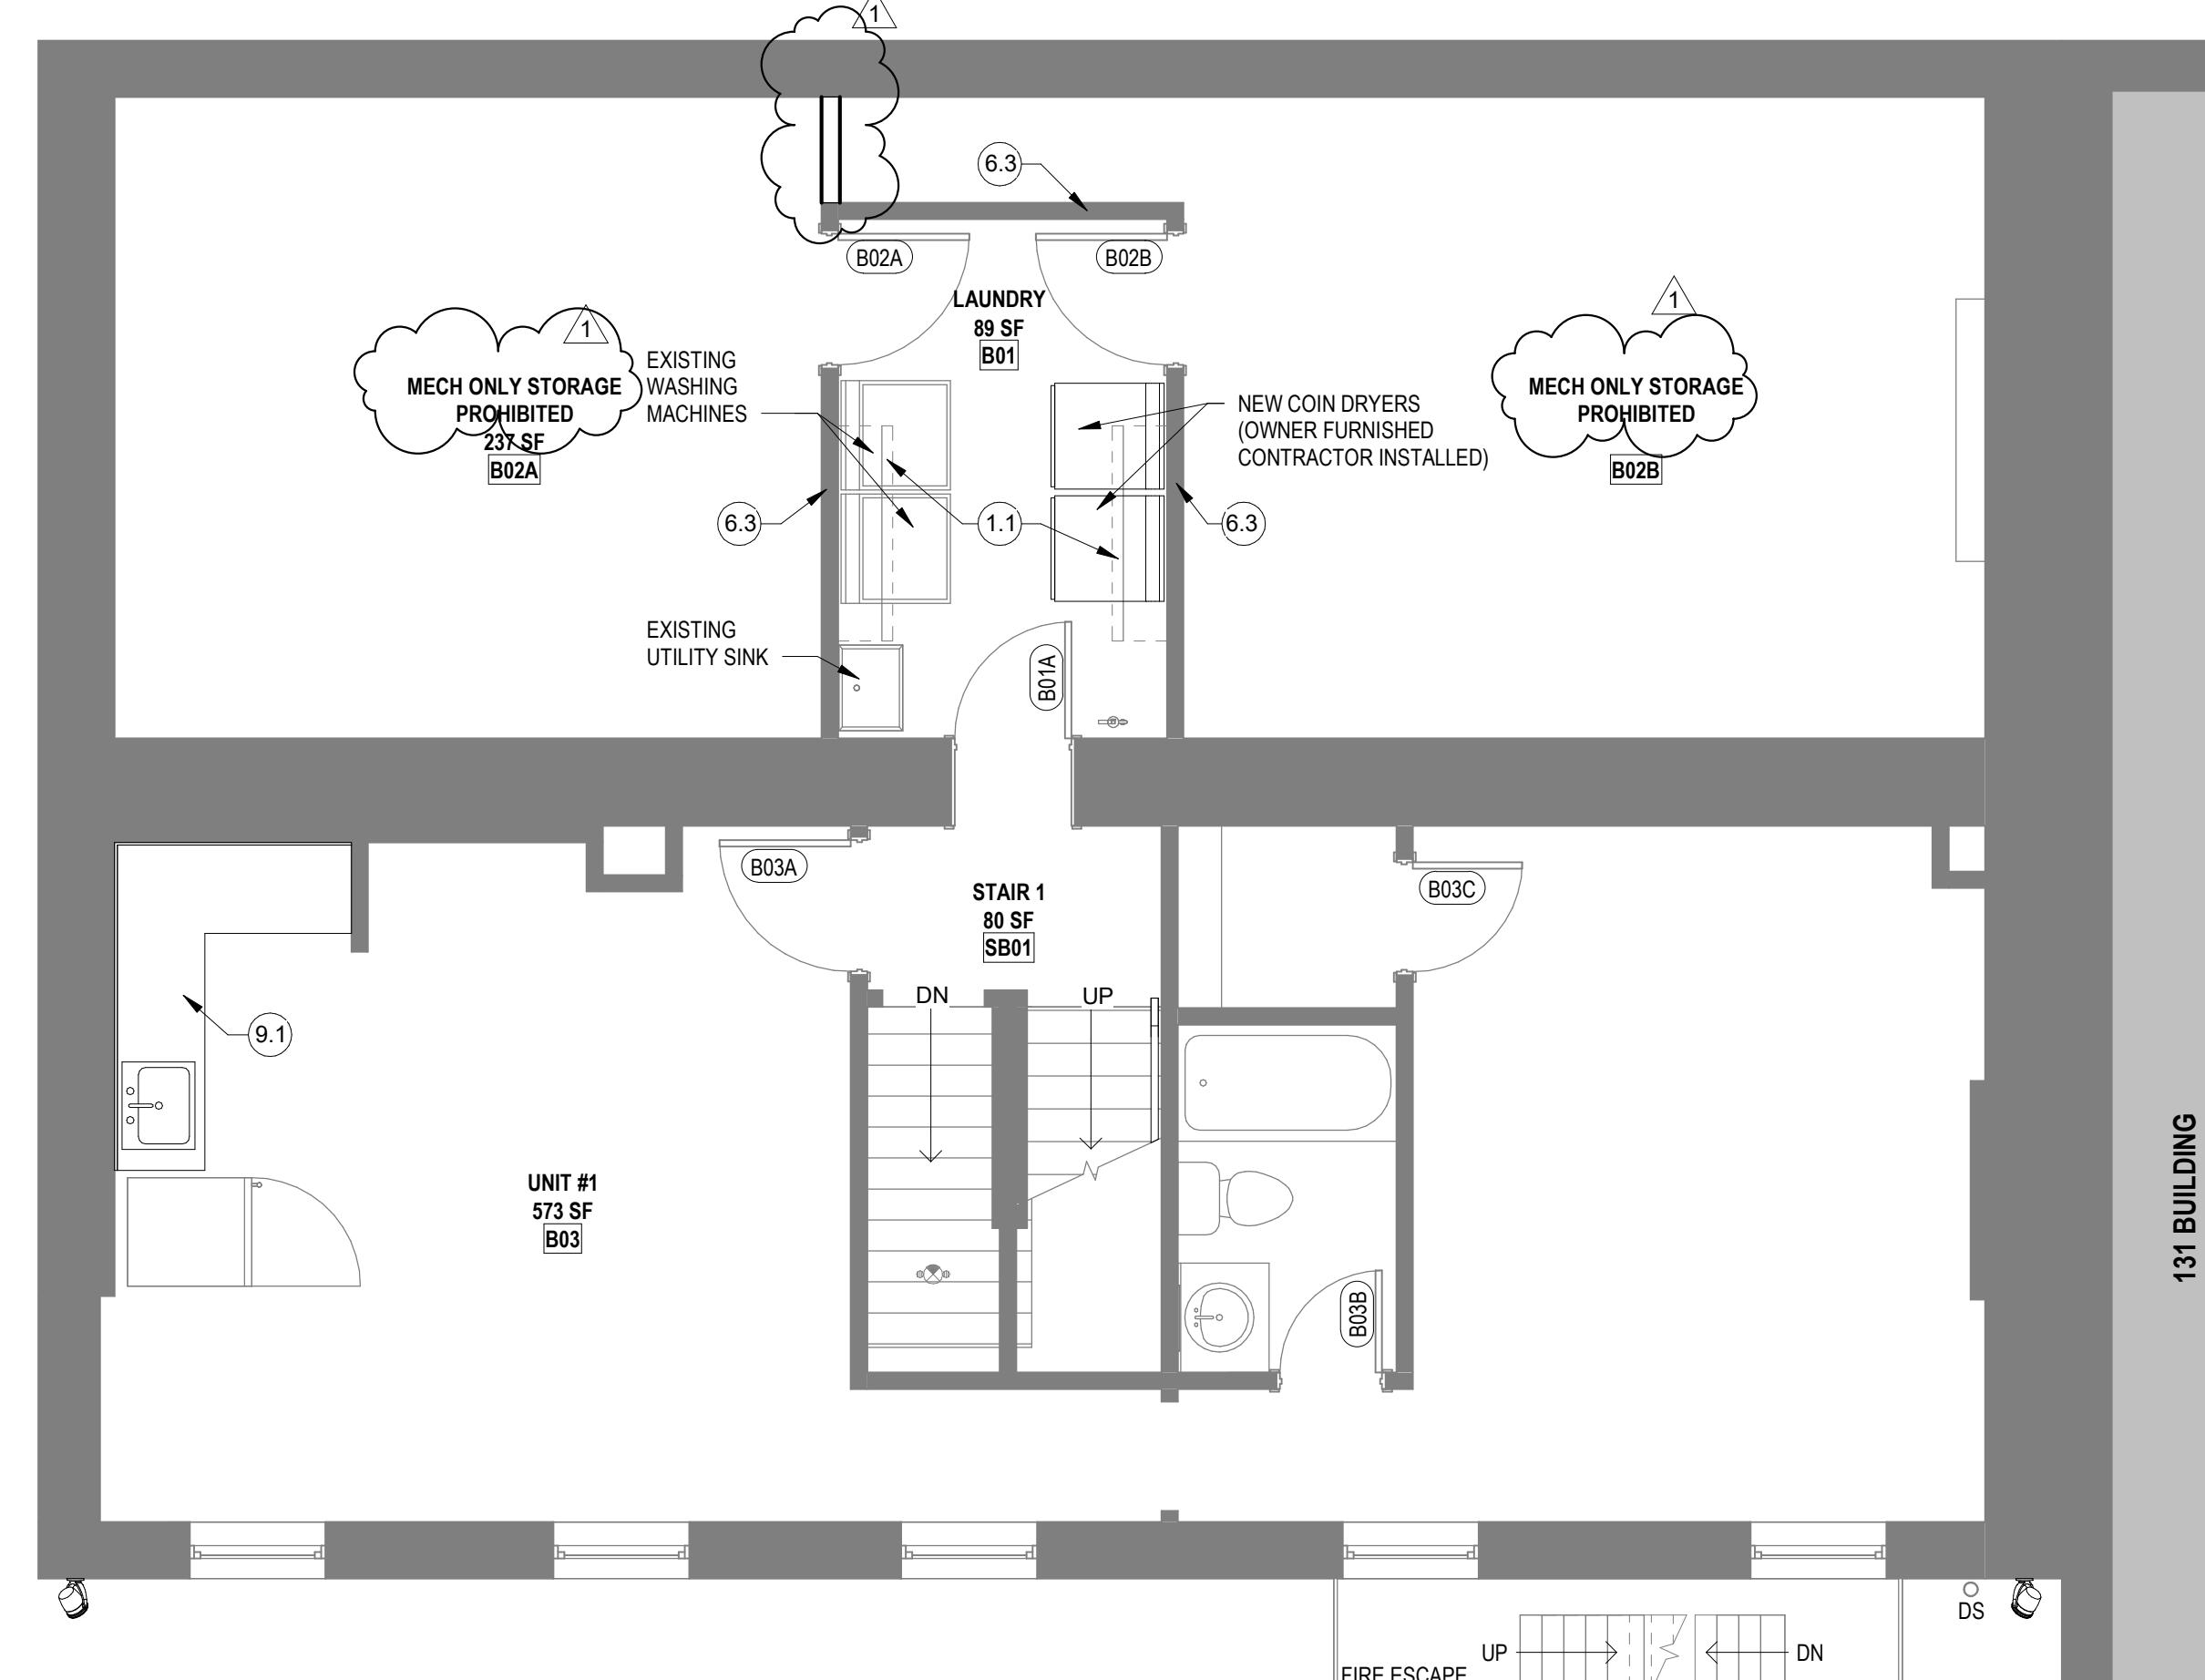 1
6.3
B02A
B02B
LAUNDRY
89 SF
B01
1
MECH ONLY STORAGE
PROHIBITED
237 SF
B02A
EXISTING
WASHING
MACHINES
NEW COIN DRYERS
(OWNER FURNISHED
CONTRACTOR INSTALLED)
1
MECH ONLY STORAGE
PROHIBITED
B02B
6.3
1.1
6.3
EXISTING
UTILITY SINK
B01A
B03A
STAIR 1
80 SF
SB01
B03C
DN
UP
9.1
UNIT #1
573 SF
B03
B03B
131 BUILDING
DS
UP
DN
FIRE ESCAPE